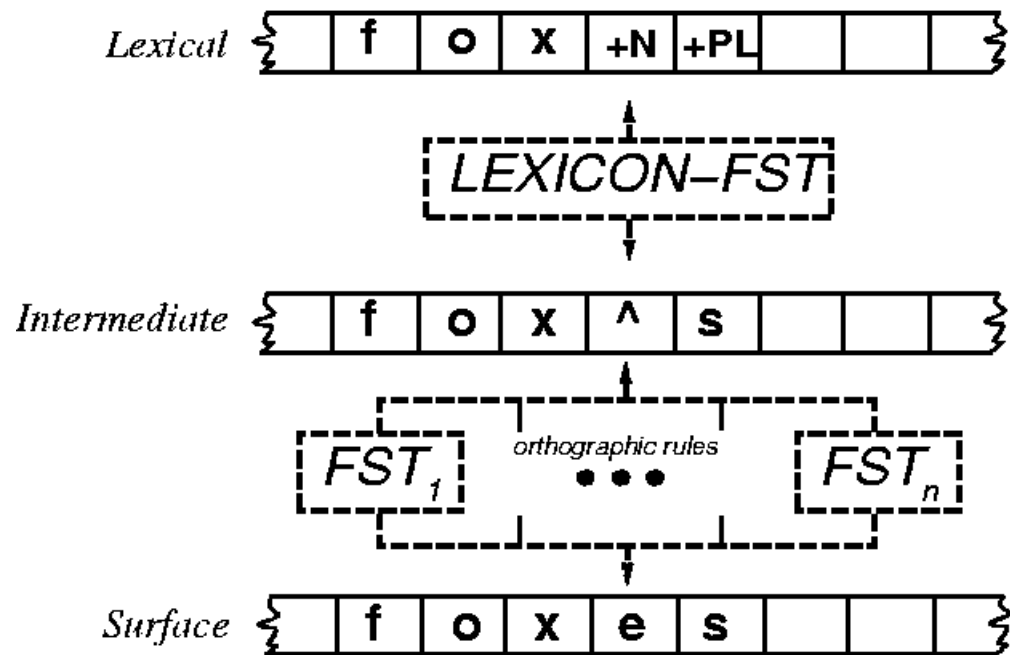 Lexical f o x +N +PL
LEXICON-FST
Intermediate f o x ^ s
orthographic rules
FST1 ••• FSTn
Surface f o x e s